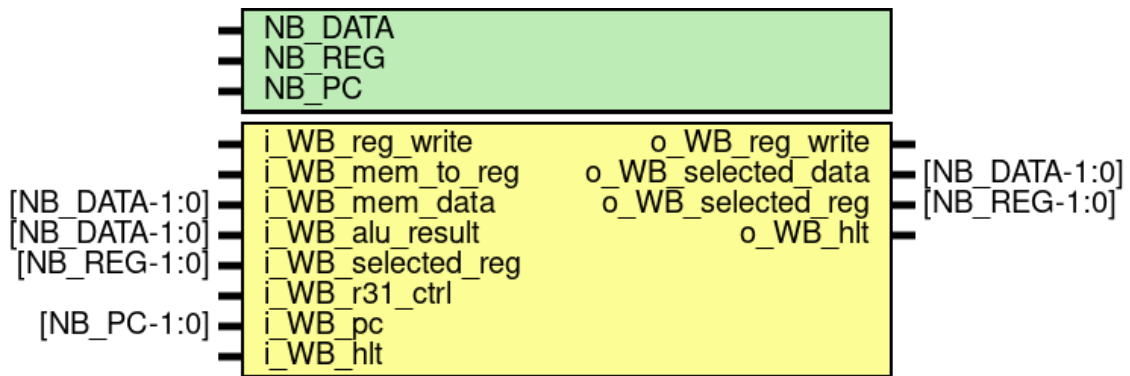 NB_DATA
NB_REG
NB_PC
i_WB_reg_write o_WB_reg_write
i_WB_mem_to_reg o_WB_selected_data [NB_DATA-1:0]
[NB_DATA-1:0] i_WB_mem_data o_WB_selected_reg [NB_REG-1:0]
[NB_DATA-1:0] i_WB_alu_result o_WB_hlt
[NB_REG-1:0] i_WB_selected_reg
i_WB_r31_ctrl
[NB_PC-1:0] i_WB_pc
i_WB_hlt